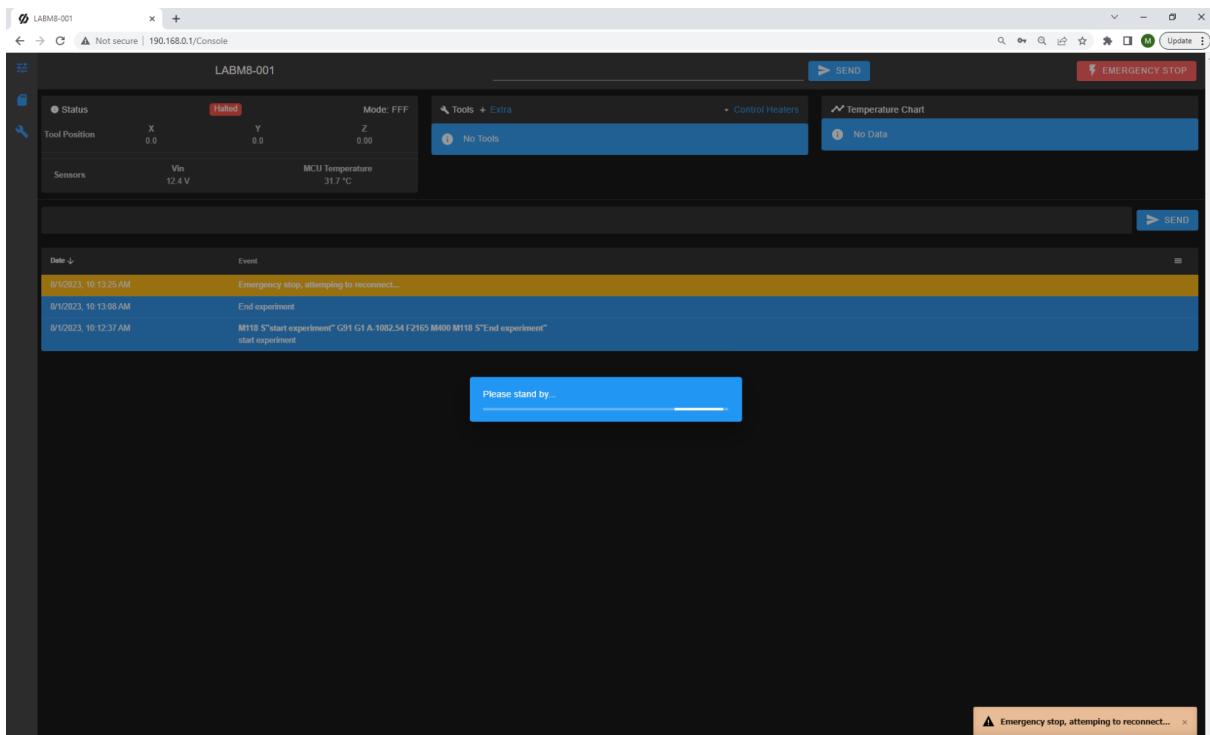 LABM8-001
Not secure | 190.168.0.1/Console
M
Update
LABM8-001
SEND
EMERGENCY STOP
Status
Halted
Mode: FFF
Tool Position
X
Y
Z
0.0
0.0
0.00
Sensors
Vin
MCU Temperature
12.4 V
31.7 °C
Tools + Extra
Control Heaters
No Tools
Temperature Chart
No Data
SEND
Date
Event
8/1/2023, 10:13:25 AM
Emergency stop, attemping to reconnect...
8/1/2023, 10:13:08 AM
End experiment
8/1/2023, 10:12:37 AM
M118 S"start experiment" G91 G1 A-1082.54 F2165 M400 M118 S"End experiment"
start experiment
Please stand by...
Emergency stop, attemping to reconnect...